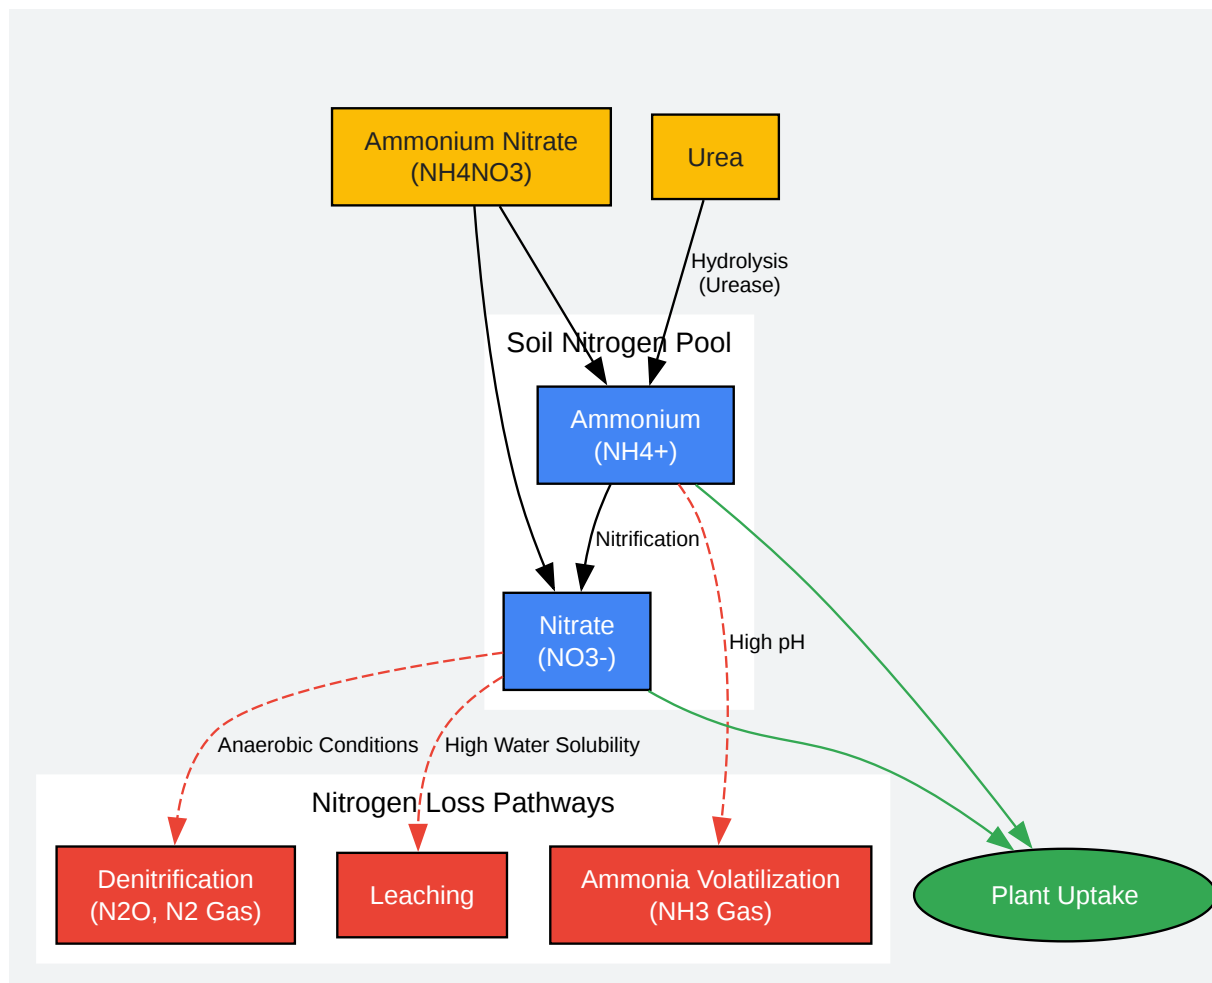 Ammonium Nitrate
(NH4NO3)
Urea
Hydrolysis
(Urease)
Soil Nitrogen Pool
Ammonium
(NH4+)
Nitrification
Nitrate
(NO3-)
High pH
Anaerobic Conditions
High Water Solubility
Nitrogen Loss Pathways
Denitrification
(N2O, N2 Gas)
Leaching
Ammonia Volatilization
(NH3 Gas)
Plant Uptake